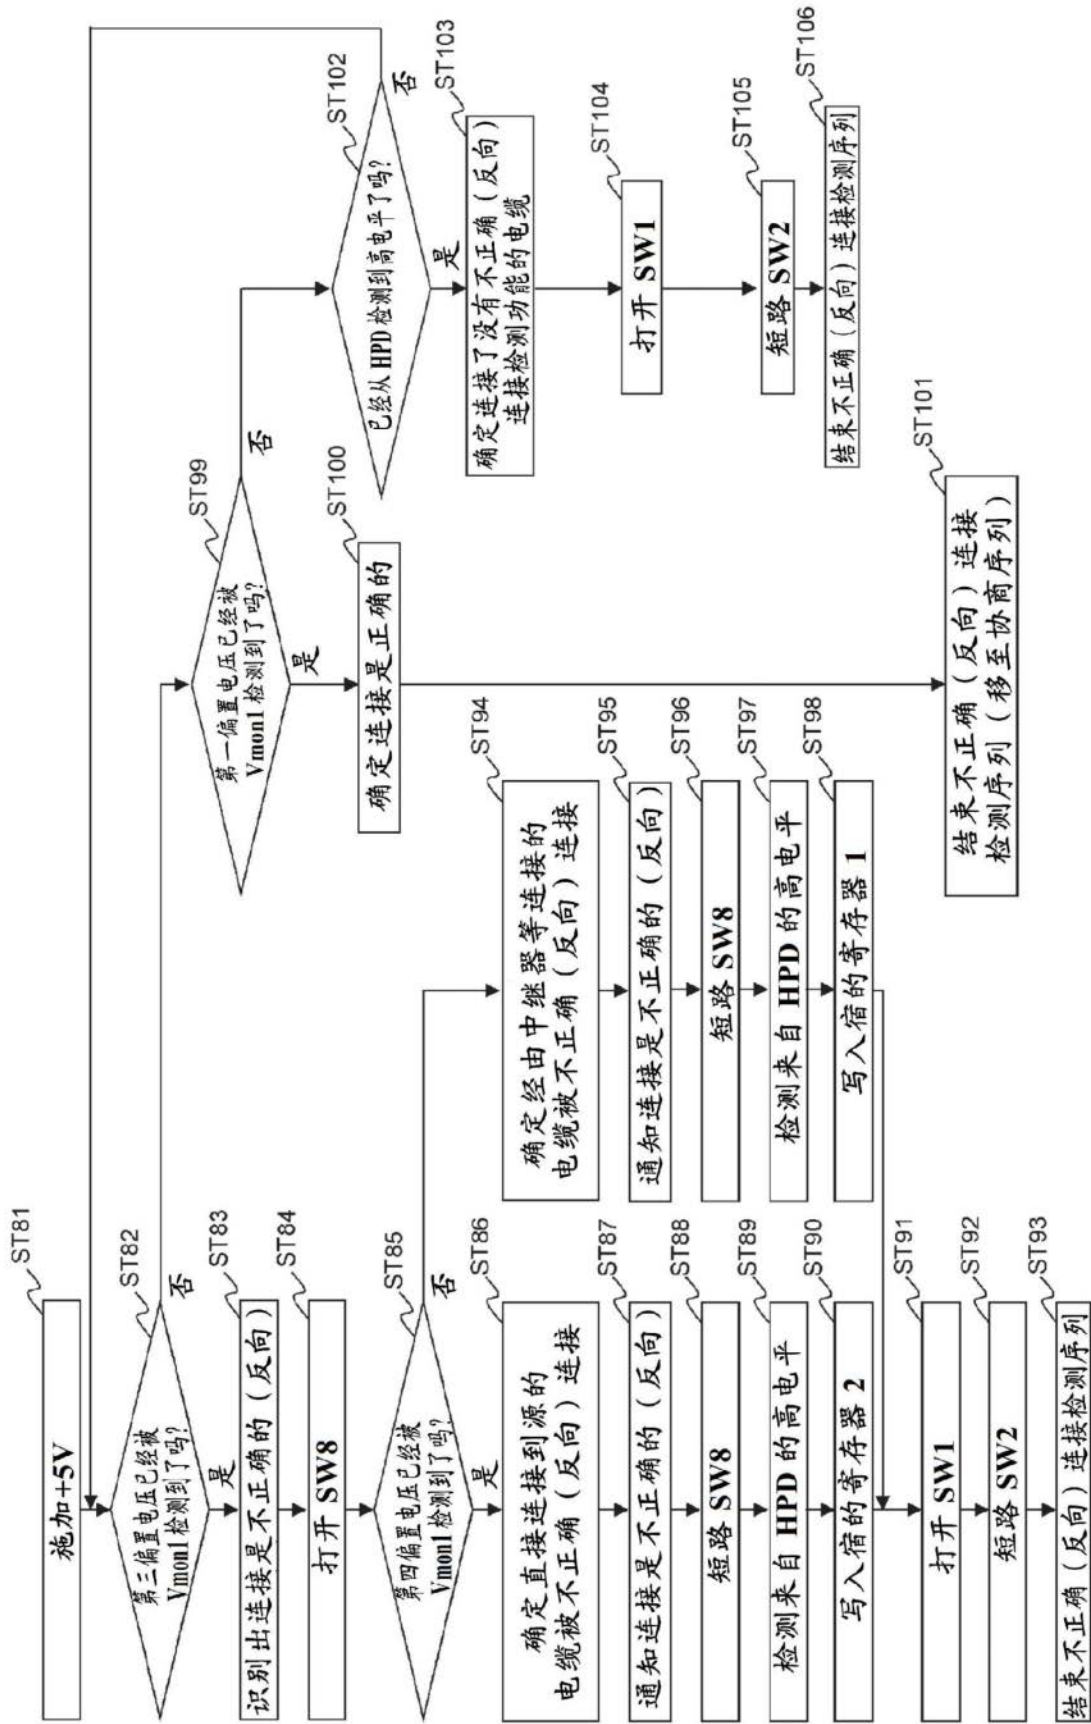 施加+5V
ST81
第三偏置电压已经被
Vmon1检测到了吗?
ST82
是
否
识别出连接是不正确的(反向)
ST83
打开 SW8
ST84
第四偏置电压已经被
Vmon1检测到了吗?
ST85
是
否
确定直接连接到源的
电缆被不正确(反向)连接
ST86
通知连接是不正确的(反向)
ST87
短路 SW8
ST88
检测来自 HPD 的高电平
ST89
写入宿的寄存器 2
ST90
打开 SW1
ST91
短路 SW2
ST92
结束不正确(反向)连接检测序列
ST93
确定经由中继器等连接的
电缆被不正确(反向)连接
ST94
通知连接是不正确的(反向)
ST95
短路 SW8
ST96
检测来自 HPD 的高电平
ST97
写入宿的寄存器 1
ST98
第一偏置电压已经被
Vmon1检测到了吗?
ST99
是
否
确定连接是正确的
ST100
结束不正确(反向)连接
检测序列(移至协商序列)
ST101
已经从HPD检测到高电平了吗?
ST102
是
否
确定连接了没有不正确(反向)
连接检测功能的电缆
ST103
打开 SW1
ST104
短路 SW2
ST105
结束不正确(反向)连接检测序列
ST106